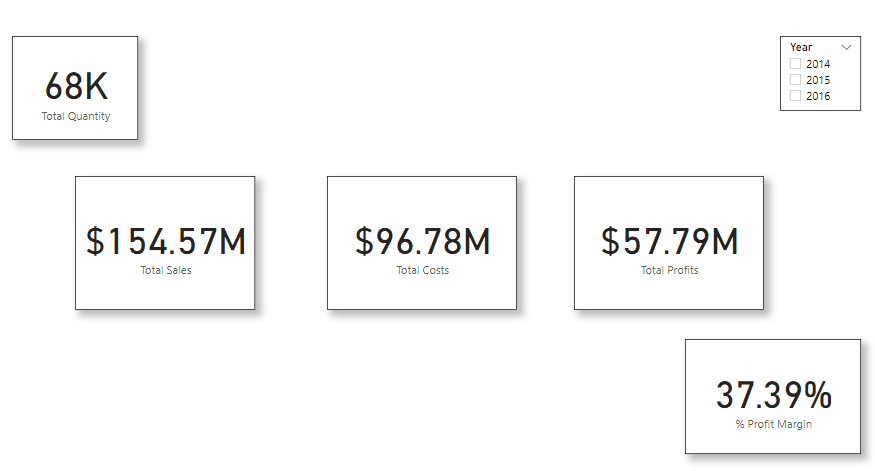 68K
Total Quantity
Year
2014
2015
2016
$154.57M
Total Sales
$96.78M
Total Costs
$57.79M
Total Profits
37.39%
% Profit Margin